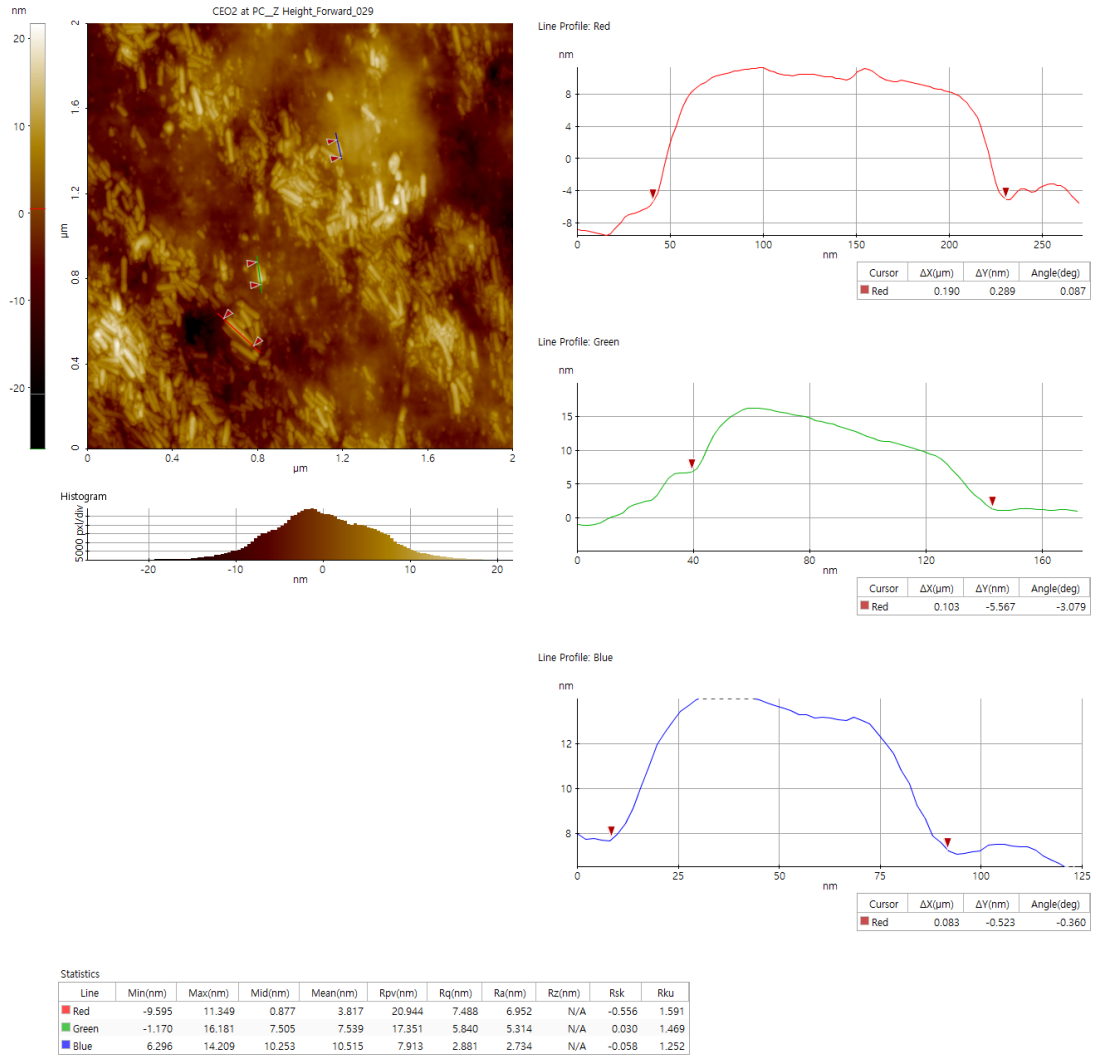 nm
CEO2 at PC__Z Height_Forward_029
20
10
0
-10
-20
2
1.6
1.2
0.8
0.4
0
μm
0 0.4 0.8 1.2 1.6 2
μm
Histogram
5000 pxl/div
-20 -10 0 10 20
nm
Line Profile: Red
nm
8
4
0
-4
-8
0 50 100 150 200 250
nm
Cursor ΔX(μm) ΔY(nm) Angle(deg)
Red 0.190 0.289 0.087
Line Profile: Green
nm
15
10
5
0
0 40 80 120 160
nm
Cursor ΔX(μm) ΔY(nm) Angle(deg)
Red 0.103 -5.567 -3.079
Line Profile: Blue
nm
12
10
8
0 25 50 75 100 125
nm
Cursor ΔX(μm) ΔY(nm) Angle(deg)
Red 0.083 -0.523 -0.360
Statistics
Line Min(nm) Max(nm) Mid(nm) Mean(nm) Rpv(nm) Rq(nm) Ra(nm) Rz(nm) Rsk Rku
Red -9.595 11.349 0.877 3.817 20.944 7.488 6.952 N/A -0.556 1.591
Green -1.170 16.181 7.505 7.539 17.351 5.840 5.314 N/A 0.030 1.469
Blue 6.296 14.209 10.253 10.515 7.913 2.881 2.734 N/A -0.058 1.252